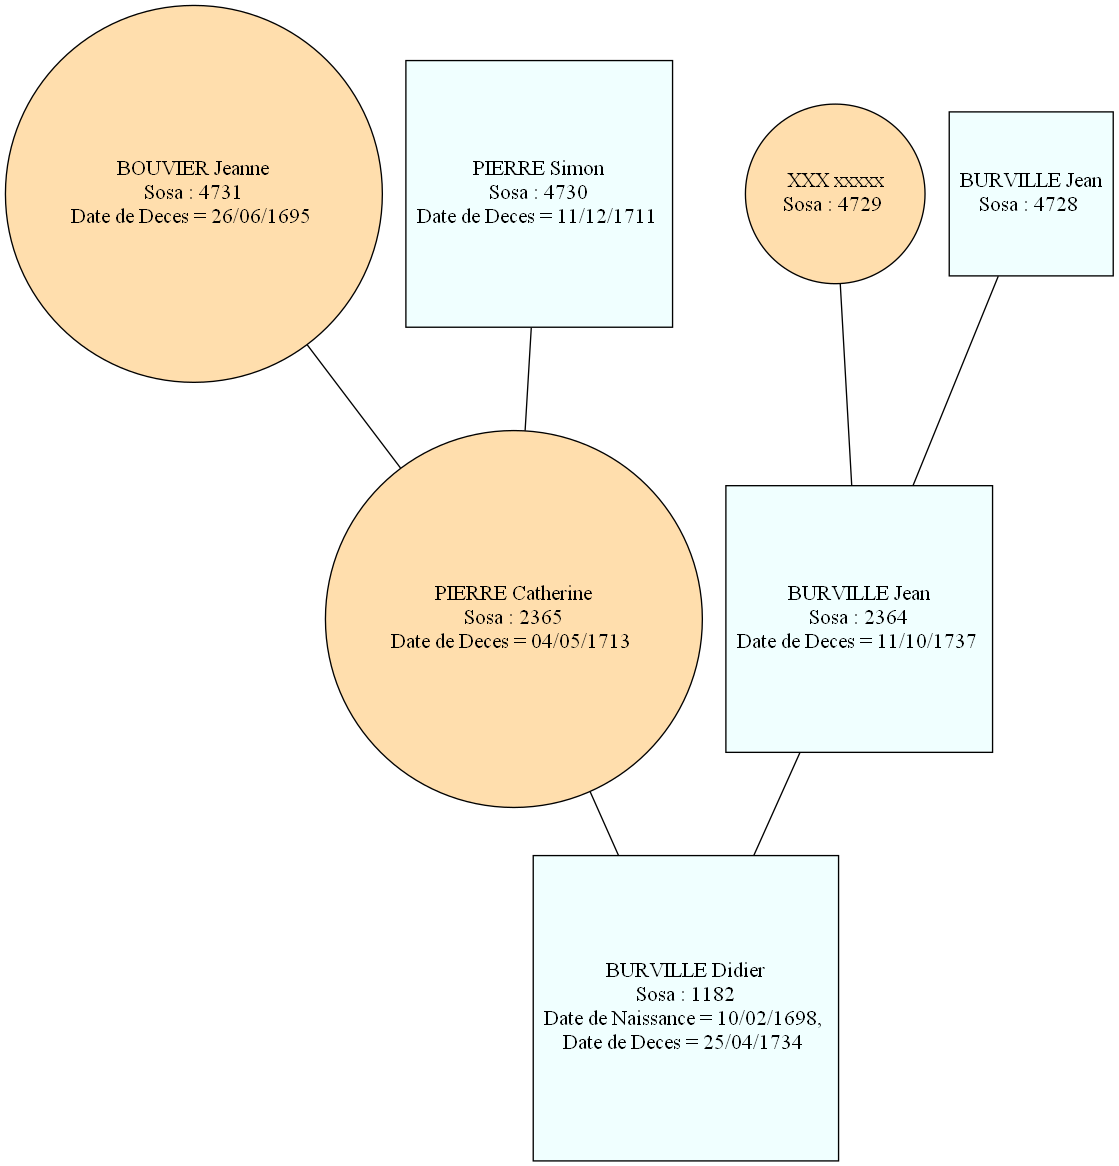 BOUVIER Jeanne
Sosa : 4731
Date de Deces = 26/06/1695
PIERRE Simon
Sosa : 4730
Date de Deces = 11/12/1711
XXX xxxxx
Sosa : 4729
BURVILLE Jean
Sosa : 4728
PIERRE Catherine
Sosa : 2365
Date de Deces = 04/05/1713
BURVILLE Jean
Sosa : 2364
Date de Deces = 11/10/1737
BURVILLE Didier
Sosa : 1182
Date de Naissance = 10/02/1698,
Date de Deces = 25/04/1734